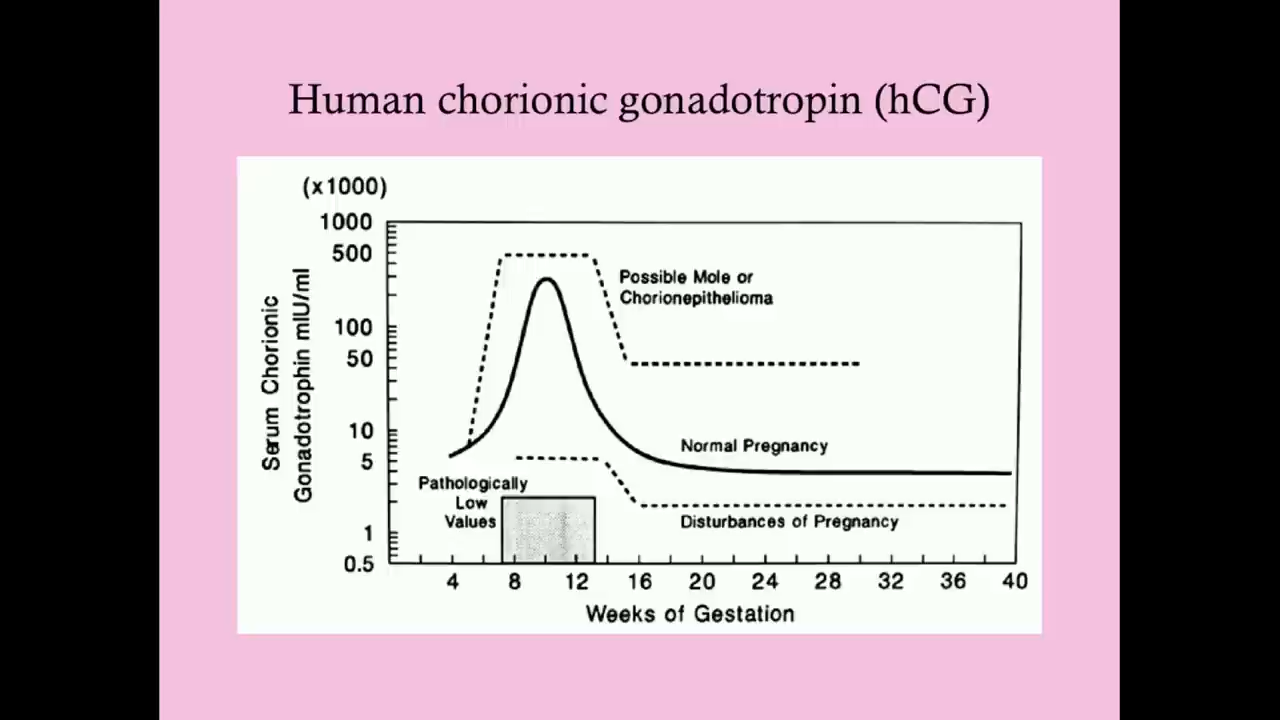 Human chorionic gonadotropin (hCG)
(x1000)
1000
500
100
50
10
5
1
0.5
Serum Chorionic
Gonadotrophin mIU/ml
Possible Mole or
Chorionepithelioma
Normal Pregnancy
Pathologically
Low
Values
Disturbances of Pregnancy
4 8 12 16 20 24 28 32 36 40
Weeks of Gestation